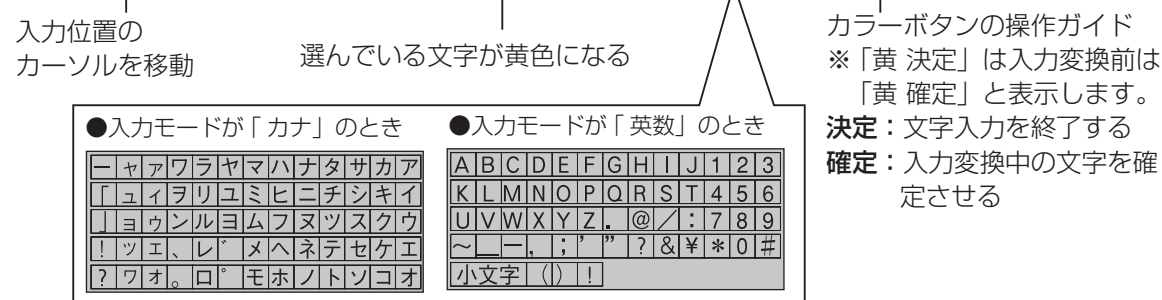 入力位置の
カーソルを移動
選んでいる文字が黄色になる
カラーボタンの操作ガイド
※「黄 決定」は入力変換前は
「黄 確定」と表示します。
決定：文字入力を終了する
確定：入力変換中の文字を確
定させる
●入力モードが「カナ」のとき
ー ャ ァ ワ ラ ヤ マ ハ ナ タ サ カ ア
「 ュ ィ ヲ リ ユ ミ ヒ ニ チ シ キ イ
」 ョ ゥ ン ル ヨ ム フ ヌ ツ ス ク ウ
! ッ ェ 、 レ ゛ メ ヘ ネ テ セ ケ エ
? ワ ォ 。 ロ ゜ モ ホ ノ ト ソ コ オ
●入力モードが「英数」のとき
A B C D E F G H I J 1 2 3
K L M N O P Q R S T 4 5 6
U V W X Y Z . @ / : 7 8 9
~ _ ー , ; ’ ” ? & ¥ * 0 #
小文字 ( ) !